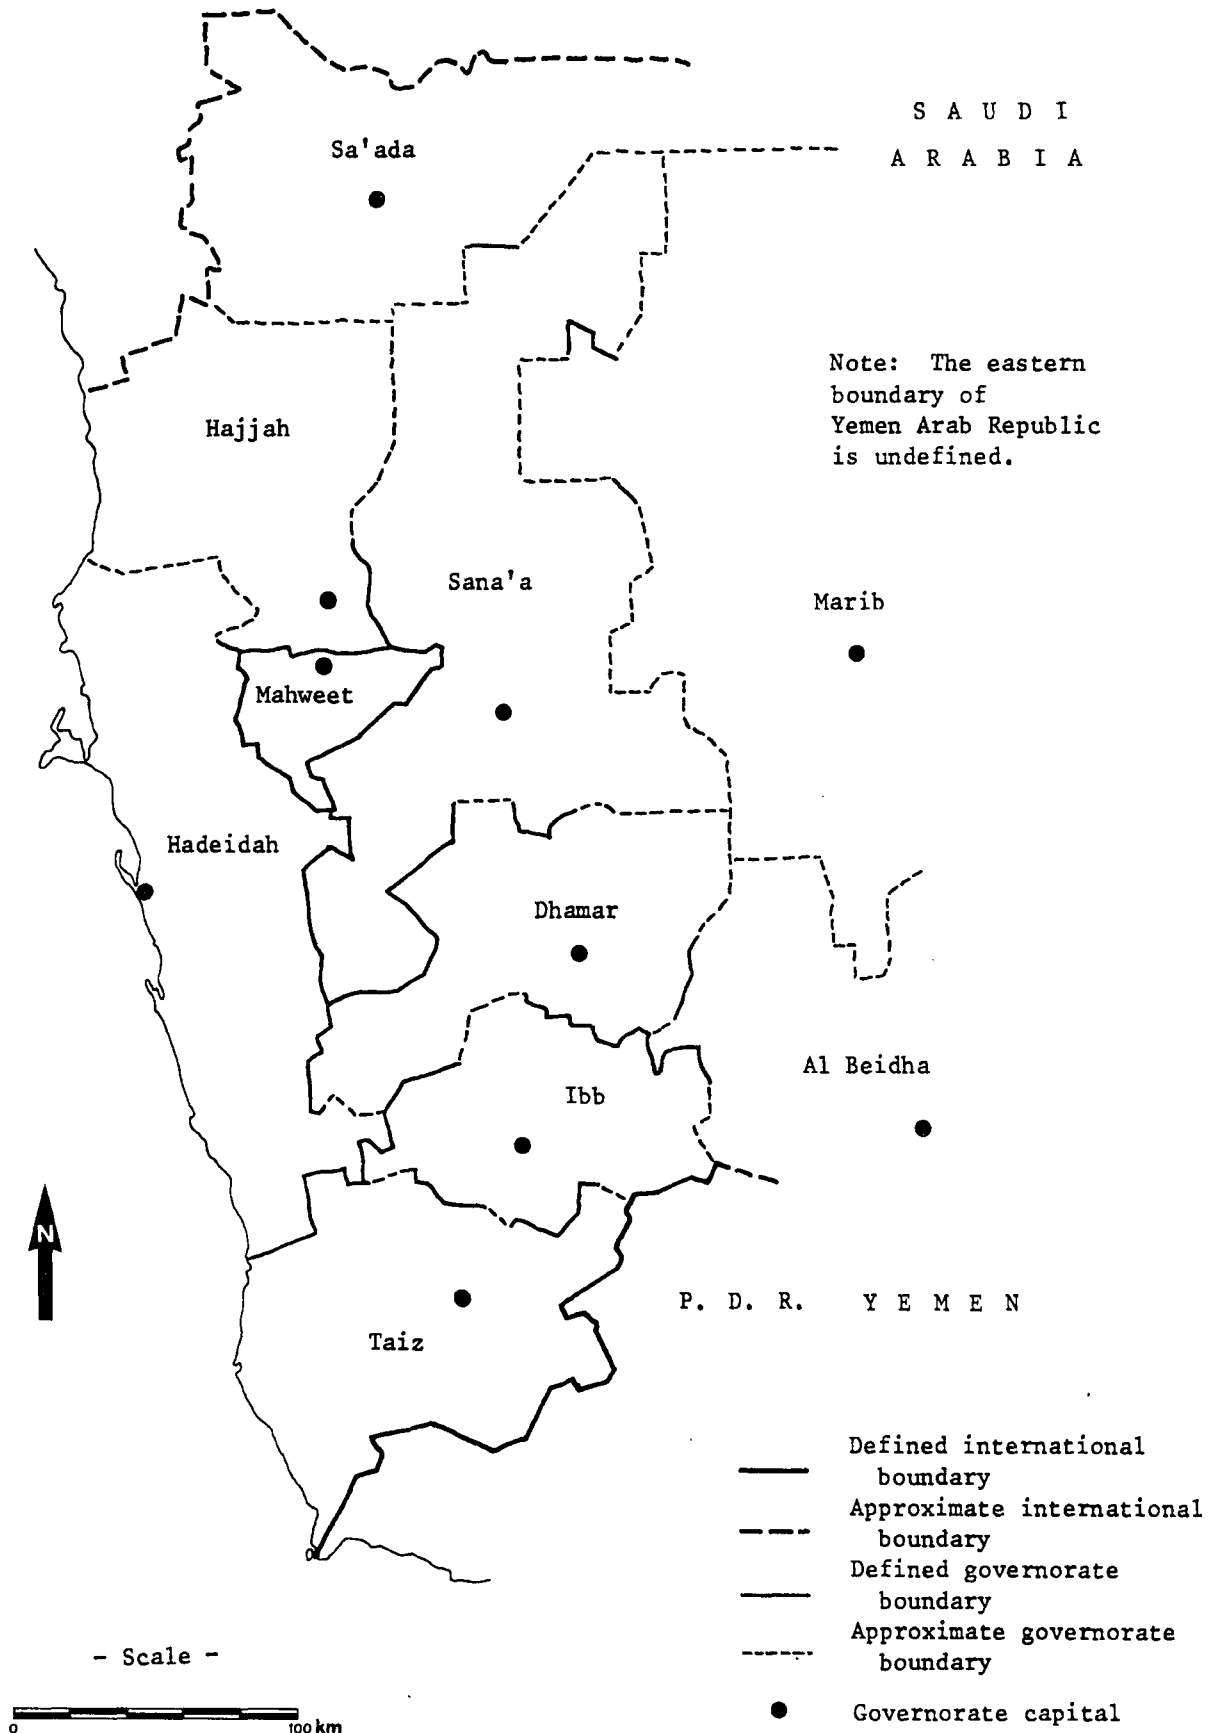 S A U D I
A R A B I A
Sa'ada
Note: The eastern
boundary of
Yemen Arab Republic
is undefined.
Hajjah
Sana'a
Marib
Mahweet
Hadeidah
Dhamar
Al Beidha
Ibb
N
P. D. R. Y E M E N
Taiz
Defined international
boundary
Approximate international
boundary
Defined governorate
boundary
Approximate governorate
boundary
Governorate capital
- Scale -
0 100 km